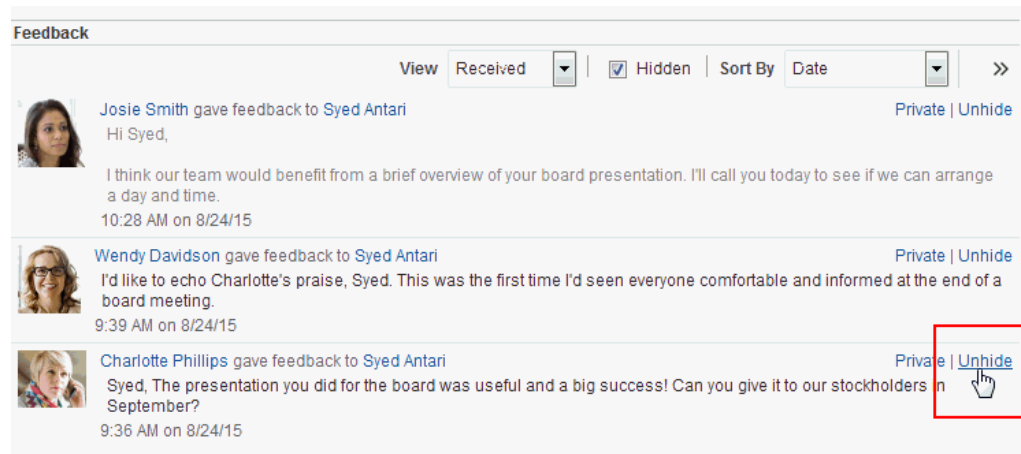 Feedback
View Received Hidden Sort By Date »
Josie Smith gave feedback to Syed Antari Private | Unhide
Hi Syed,
I think our team would benefit from a brief overview of your board presentation. I'll call you today to see if we can arrange
a day and time.
10:28 AM on 8/24/15
Wendy Davidson gave feedback to Syed Antari Private | Unhide
I'd like to echo Charlotte's praise, Syed. This was the first time I'd seen everyone comfortable and informed at the end of a
board meeting.
9:39 AM on 8/24/15
Charlotte Phillips gave feedback to Syed Antari Private | Unhide
Syed, The presentation you did for the board was useful and a big success! Can you give it to our stockholders in
September?
9:36 AM on 8/24/15